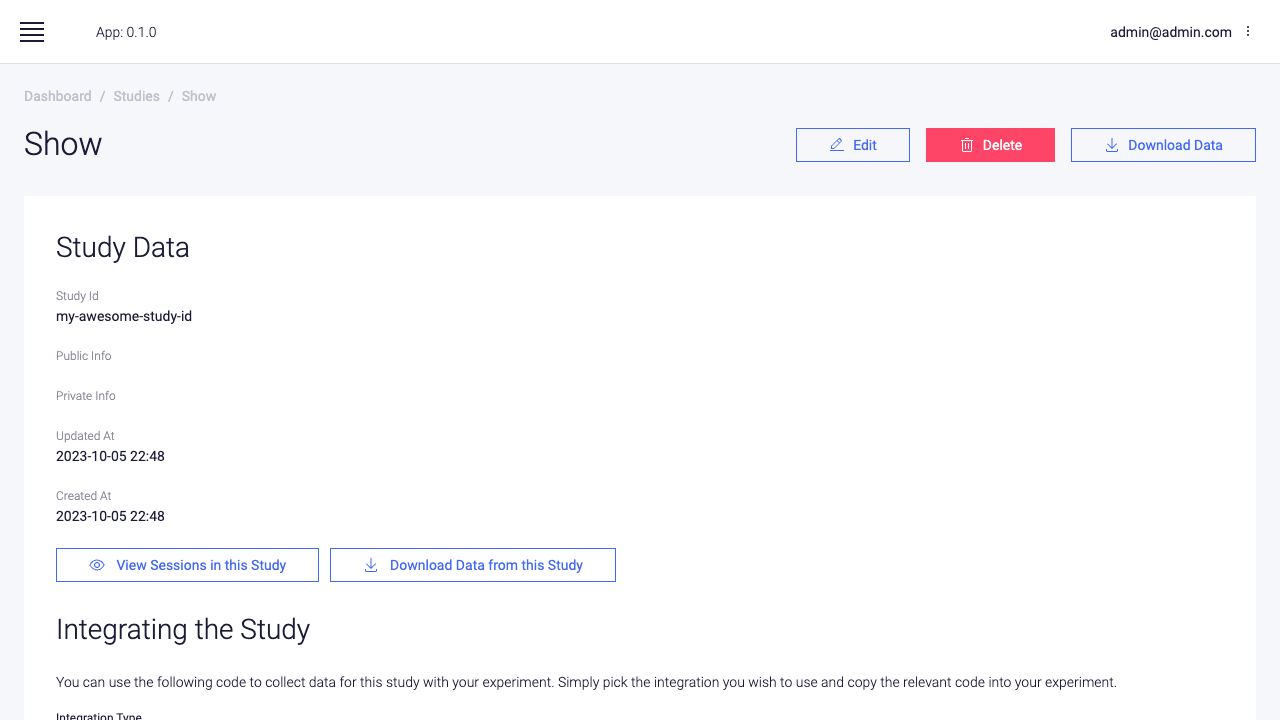 App: 0.1.0
admin@admin.com
Dashboard / Studies / Show
Show
Edit
Delete
Download Data
Study Data
Study Id
my-awesome-study-id
Public Info
Private Info
Updated At
2023-10-05 22:48
Created At
2023-10-05 22:48
View Sessions in this Study
Download Data from this Study
Integrating the Study
You can use the following code to collect data for this study with your experiment. Simply pick the integration you wish to use and copy the relevant code into your experiment.
Integration Type